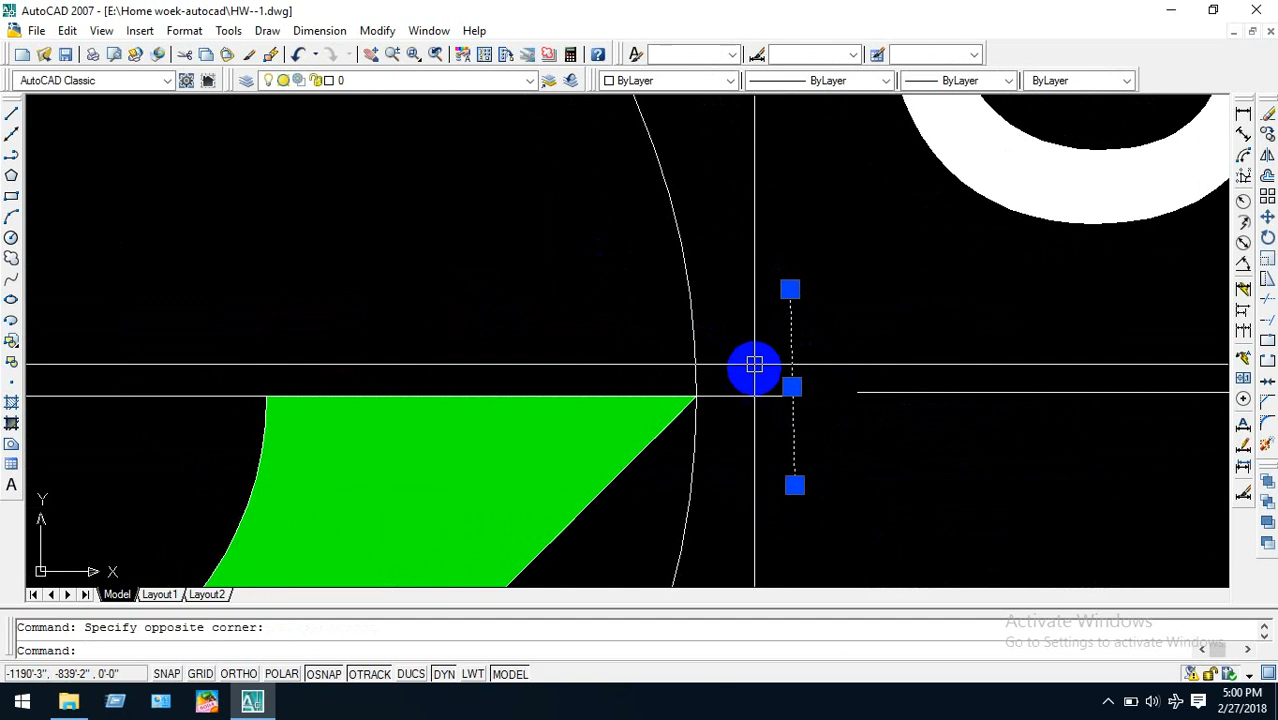 AutoCAD 2007 - [E:\Home woek-autocad\HW--1.dwg]
File Edit View Insert Format Tools Draw Dimension Modify Window Help
AutoCAD Classic 0 ByLayer ByLayer ByLayer ByLayer
Y
X
Model Layout1 Layout2
Command: Specify opposite corner:
Command:
Activate Windows
Go to Settings to activate Windows.
-1190'-3", -839'-2", 0'-0" SNAP GRID ORTHO POLAR OSNAP OTRACK DUCS DYN LWT MODEL
5:00 PM
2/27/2018